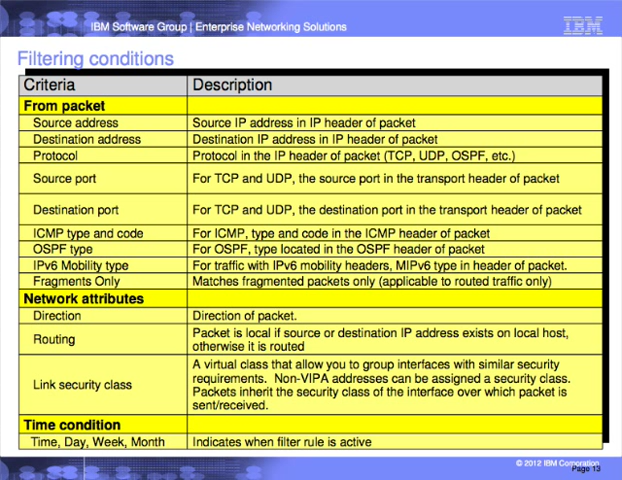 IBM Software Group | Enterprise Networking Solutions
IBM
Filtering conditions
Criteria Description
From packet
Source address Source IP address in IP header of packet
Destination address Destination IP address in IP header of packet
Protocol Protocol in the IP header of packet (TCP, UDP, OSPF, etc.)
Source port For TCP and UDP, the source port in the transport header of packet
Destination port For TCP and UDP, the destination port in the transport header of packet
ICMP type and code For ICMP, type and code in the ICMP header of packet
OSPF type For OSPF, type located in the OSPF header of packet
IPv6 Mobility type For traffic with IPv6 mobility headers, MIPv6 type in header of packet.
Fragments Only Matches fragmented packets only (applicable to routed traffic only)
Network attributes
Direction Direction of packet.
Routing Packet is local if source or destination IP address exists on local host,
otherwise it is routed
Link security class A virtual class that allow you to group interfaces with similar security
requirements. Non-VIPA addresses can be assigned a security class.
Packets inherit the security class of the interface over which packet is
sent/received.
Time condition
Time, Day, Week, Month Indicates when filter rule is active
© 2012 IBM Corporation
Page 13